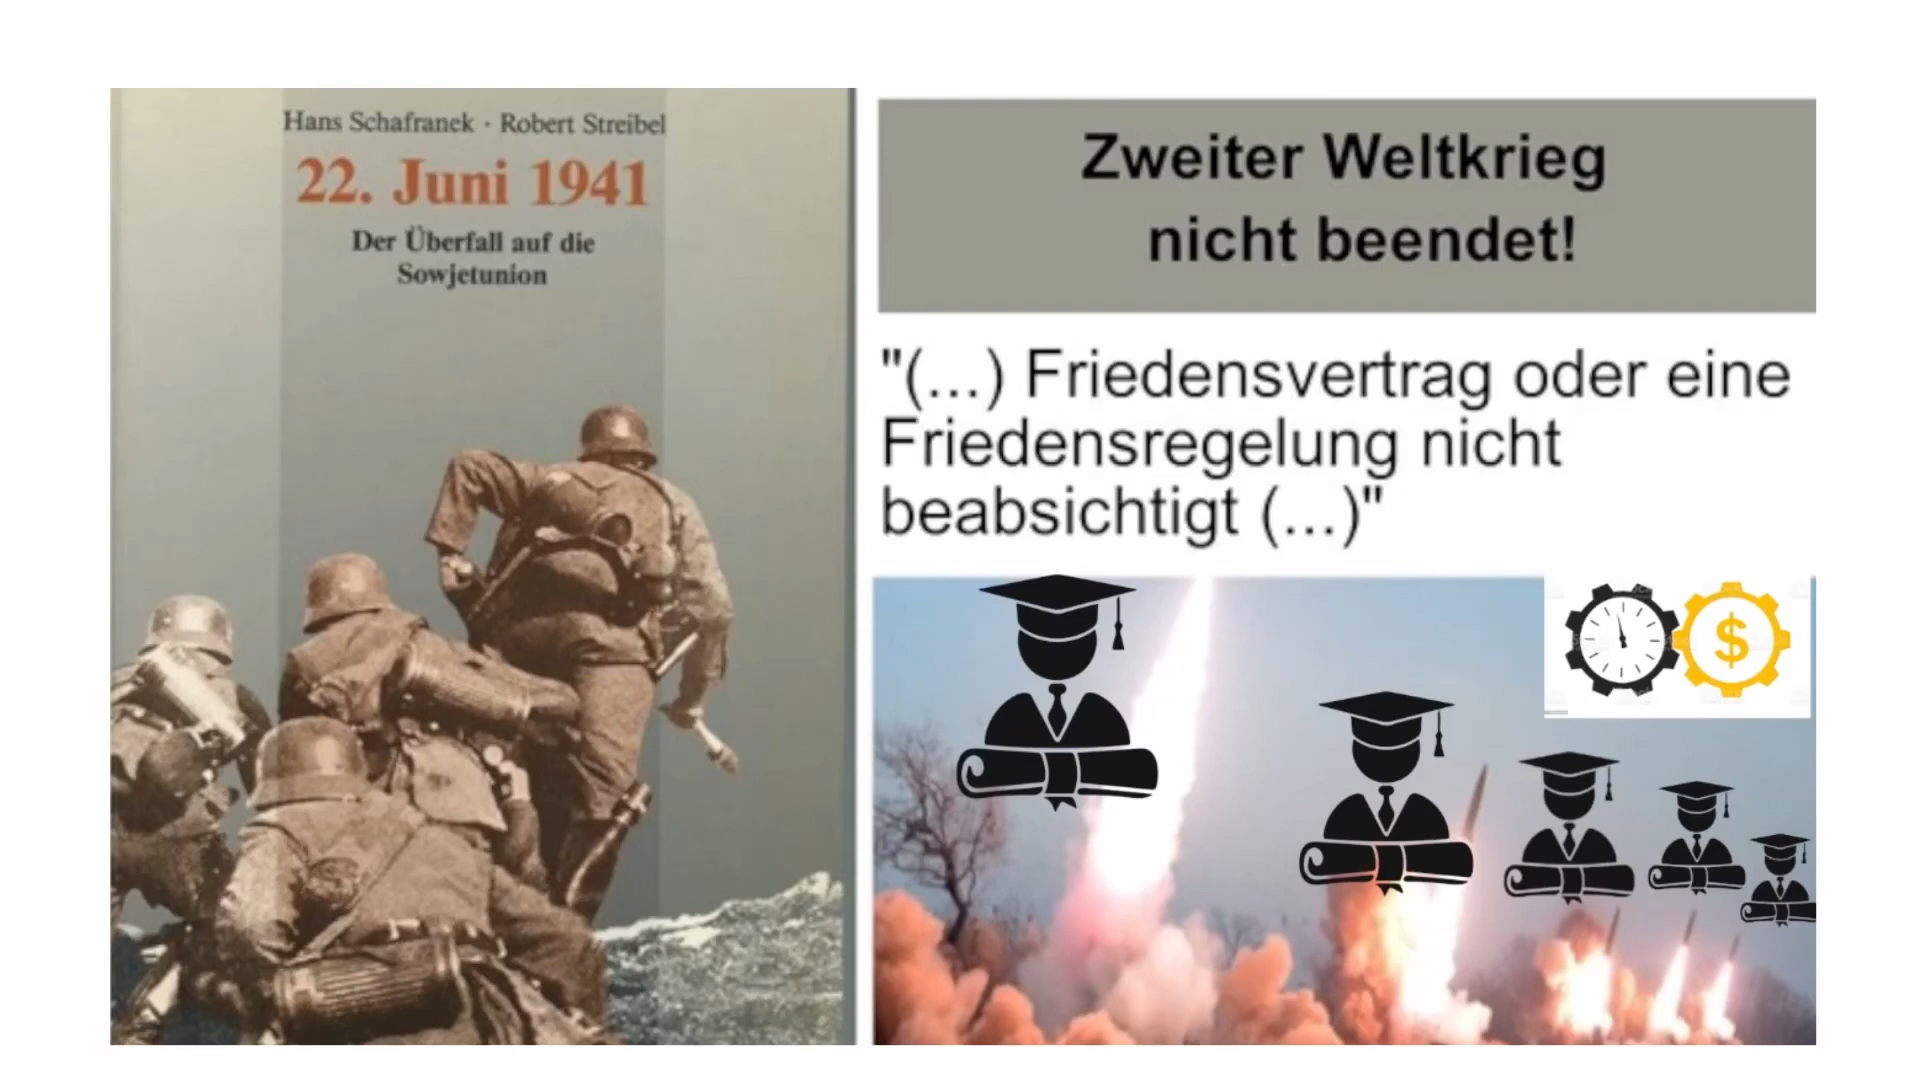 Hans Schafranek · Robert Streibel
22. Juni 1941
Der Überfall auf die
Sowjetunion
Zweiter Weltkrieg
nicht beendet!
"(...) Friedensvertrag oder eine
Friedensregelung nicht
beabsichtigt (...)"
$